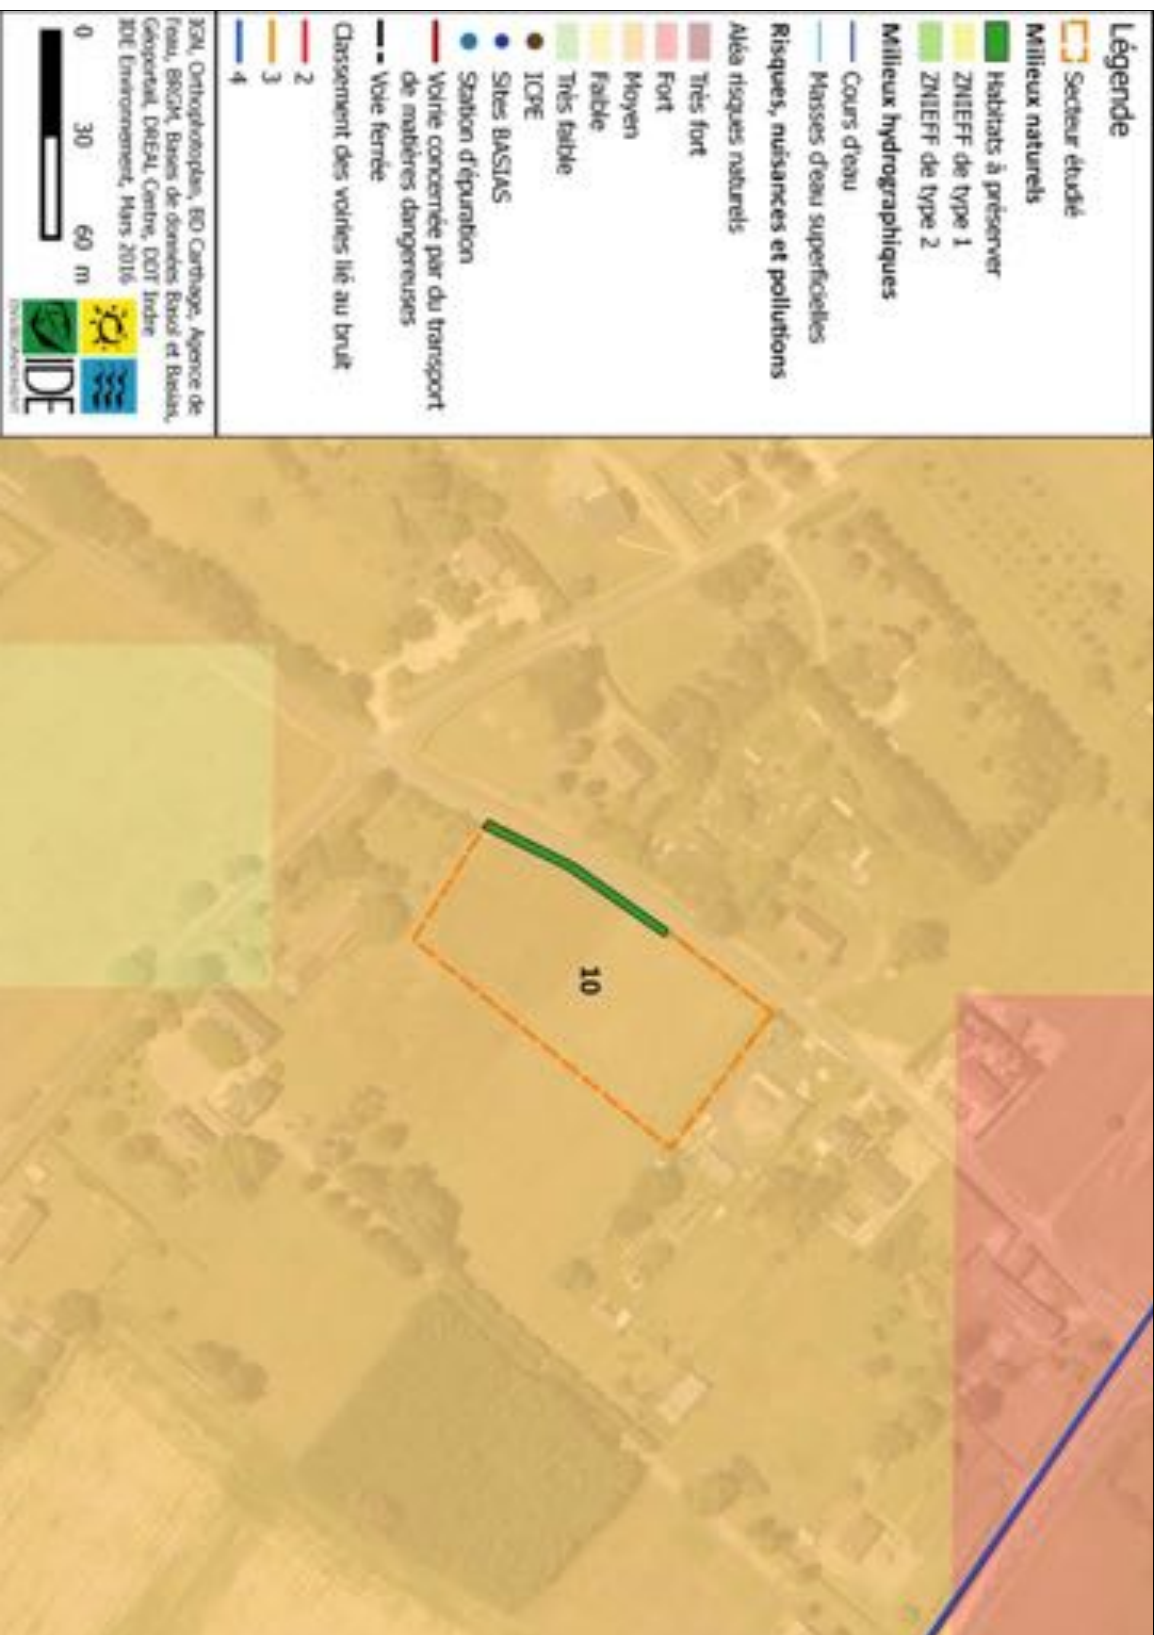 Légende
Secteur étudié
Milieux naturels
Habitats à préserver
ZNIEFF de type 1
ZNIEFF de type 2
Milieux hydrographiques
Cours d'eau
Masses d'eau superficielles
Risques, nuisances et pollutions
Aléa risques naturels
Très fort
Fort
Moyen
Faible
Très faible
ICPE
Sites BASIAS
Station d'épuration
Voirie concernée par du transport
de matières dangereuses
Voie ferrée
Classement des voiries lié au bruit
2
3
4
IGN, Orthophotoplan, BD Carthage, Agence de
l'eau, BRGM, Bases de données Basol et Basias,
Géoportail, DREAL Centre, DDT Indre
IDE Environnement, Mars 2016
0 30 60 m
IDE
ENVIRONNEMENT
10